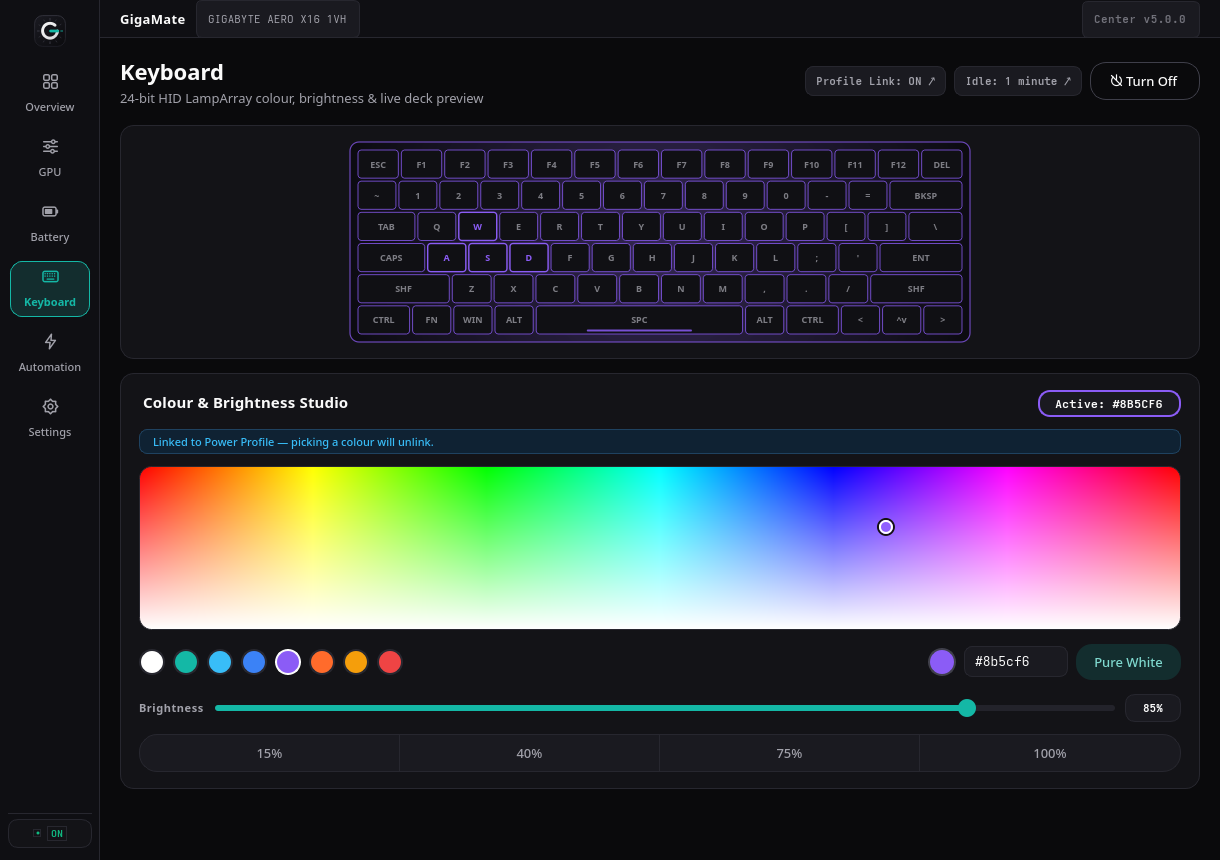 GigaMate GIGABYTE AERO X16 1VH Center v5.0.0
Overview
GPU
Battery
Keyboard
Automation
Settings
ON
Keyboard
24-bit HID LampArray colour, brightness & live deck preview
Profile Link: ON ↗ Idle: 1 minute ↗ Turn Off
ESC F1 F2 F3 F4 F5 F6 F7 F8 F9 F10 F11 F12 DEL
~ 1 2 3 4 5 6 7 8 9 0 - = BKSP
TAB Q W E R T Y U I O P [ ] \
CAPS A S D F G H J K L ; ' ENT
SHF Z X C V B N M , . / SHF
CTRL FN WIN ALT SPC ALT CTRL < ^v >
Colour & Brightness Studio Active: #8B5CF6
Linked to Power Profile — picking a colour will unlink.
#8b5cf6 Pure White
Brightness 85%
15% 40% 75% 100%